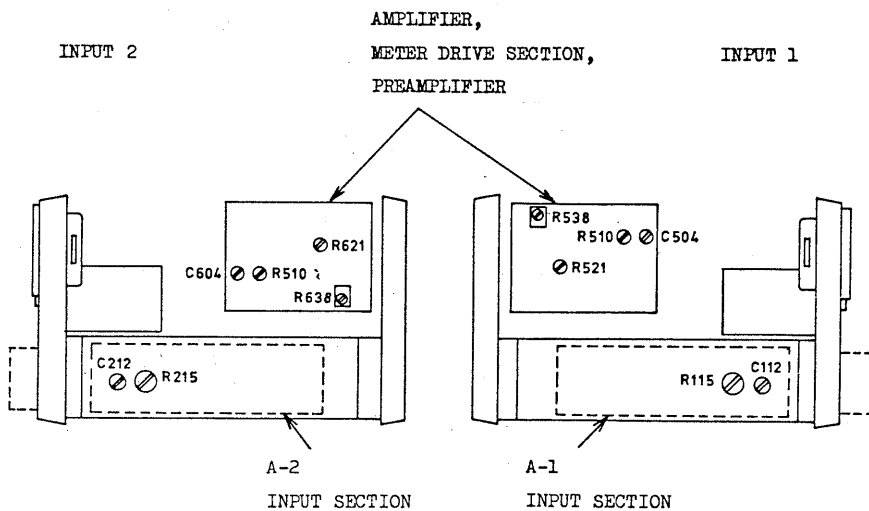 AMPLIFIER,
INPUT 2
METER DRIVE SECTION,
INPUT 1
PREAMPLIFIER
R621
C604
R510
R638
R538
R510
C504
R521
C212
R215
R115
C112
A-2
INPUT SECTION
A-1
INPUT SECTION